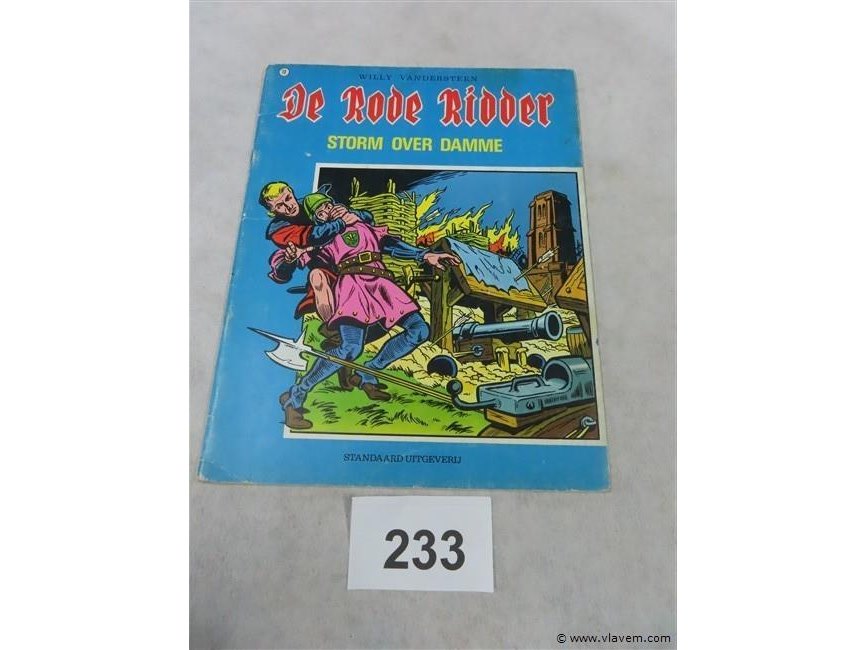 WILLY VANDERSTEEN
De Rode Ridder
STORM OVER DAMME
STANDAARD UITGEVERIJ
233
© www.vlavem.com